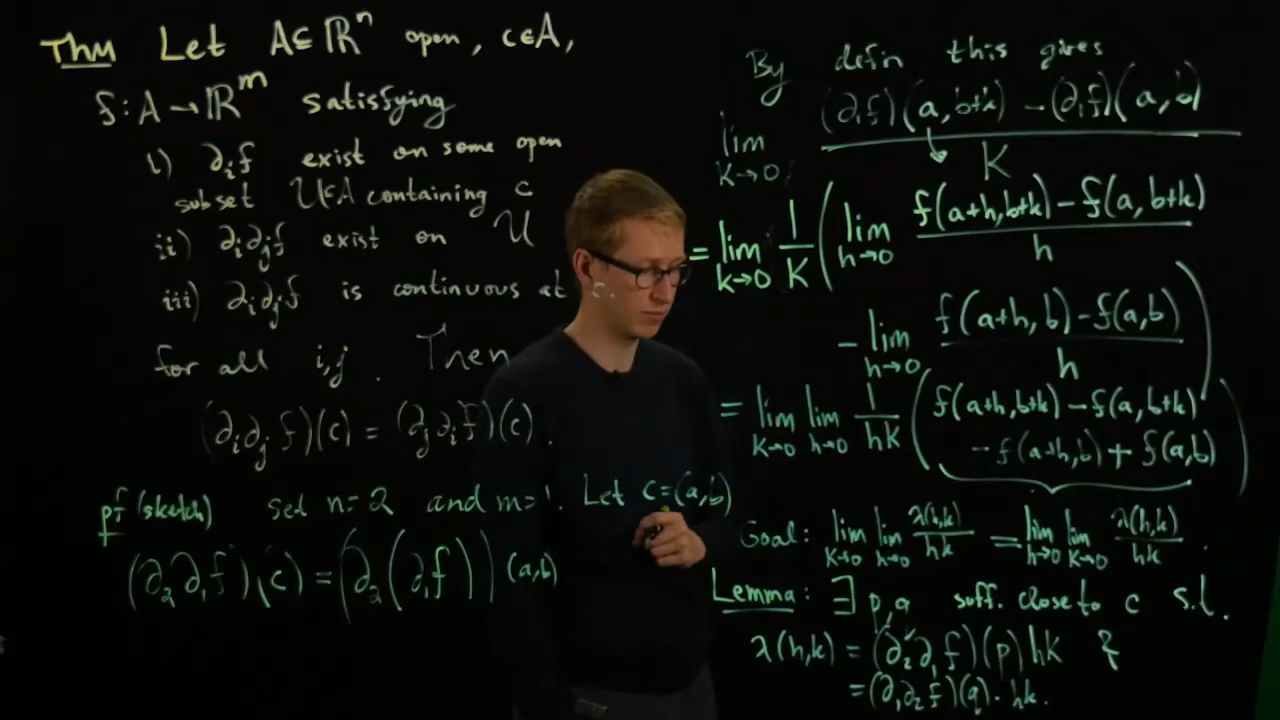 Thm Let A⊆ℝⁿ open, c∈A,
f: A→ℝᵐ satisfying
i) ∂ᵢf exist on some open
subset U⊆A containing c
ii) ∂ᵢ∂ⱼf exist on U
iii) ∂ᵢ∂ⱼf is continuous at c.
for all i,j. Then
(∂ᵢ∂ⱼf)(c) = (∂ⱼ∂ᵢf)(c).
pf (sketch) set n=2 and m=1. Let c=(a,b)
(∂₂∂₁f)(c) = (∂₂(∂₁f))(a,b)
By defin this gives
lim k→0 ((∂₁f)(a,b+k) - (∂₁f)(a,b)) / k
= lim k→0 1/k ( lim h→0 (f(a+h,b+k) - f(a,b+k)) / h
- lim h→0 (f(a+h,b) - f(a,b)) / h )
= lim k→0 lim h→0 1/hk ( f(a+h,b+k) - f(a,b+k)
- f(a+h,b) + f(a,b) )
Goal: lim k→0 lim h→0 λ(h,k)/hk = lim h→0 lim k→0 λ(h,k)/hk.
Lemma: ∃ p,q suff. close to c s.t.
λ(h,k) = (∂₂∂₁f)(p) hk &
= (∂₁∂₂f)(q)·hk.